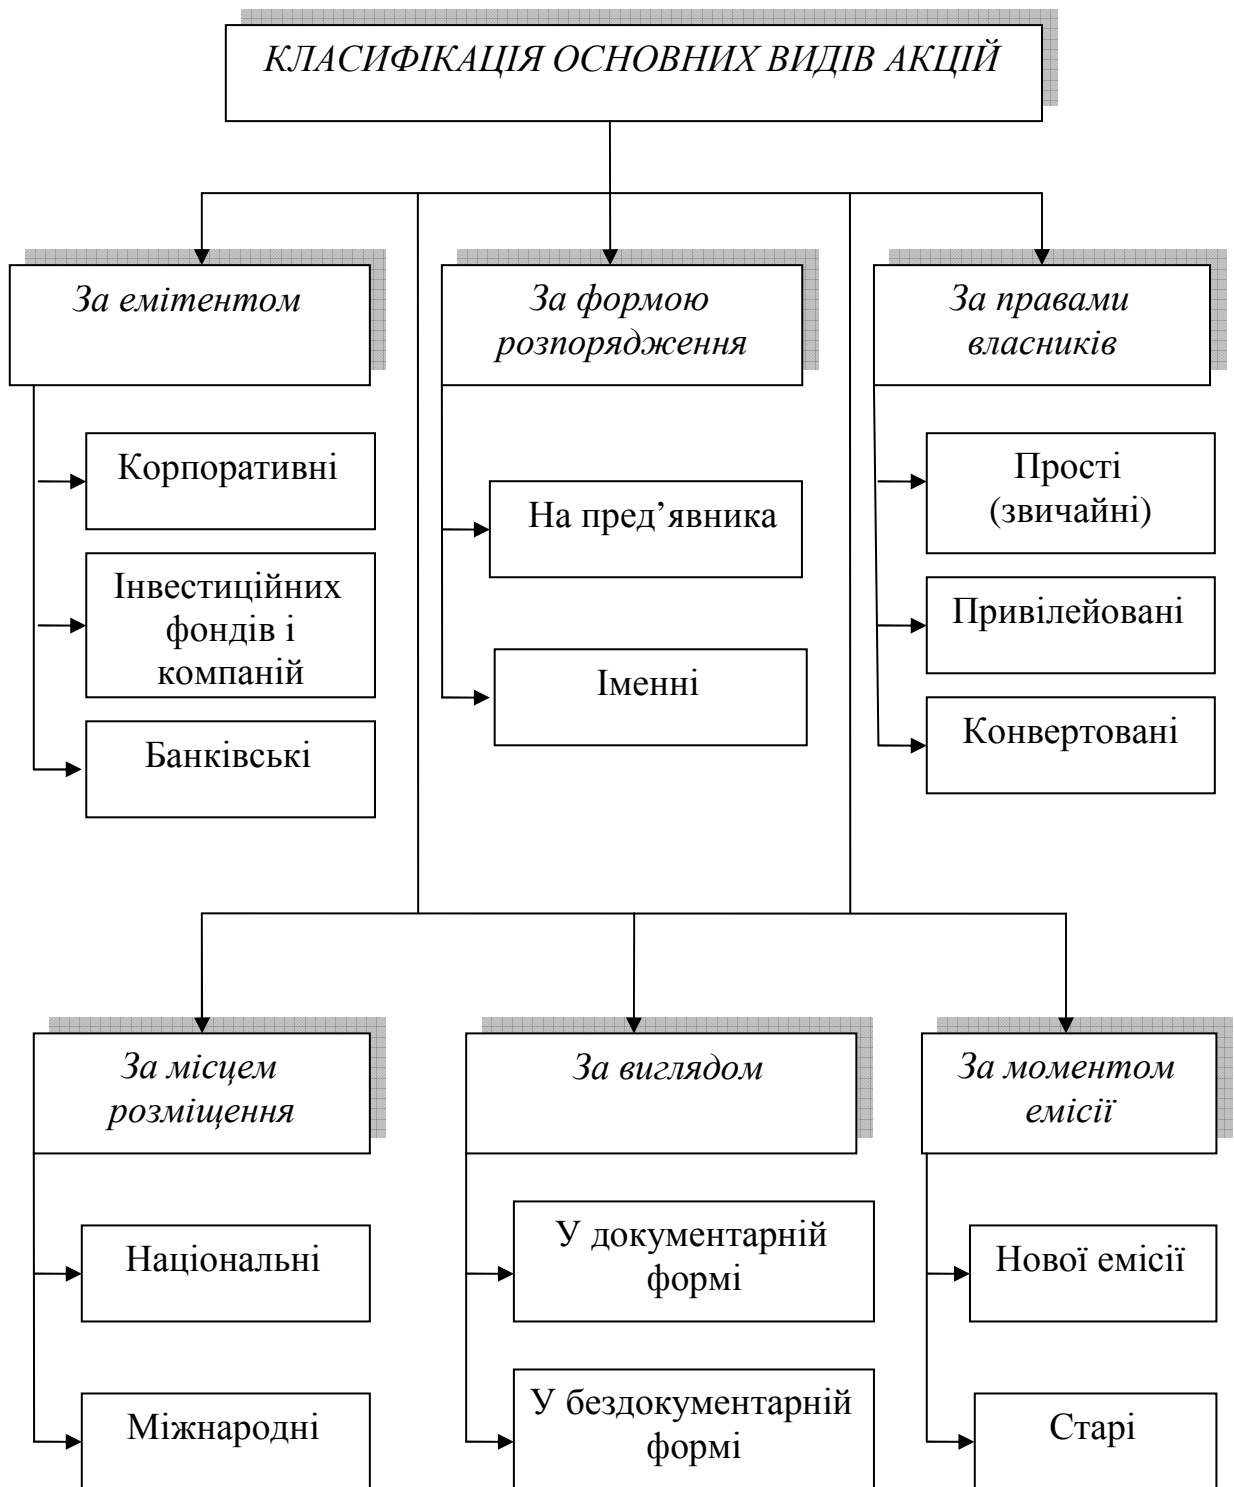 КЛАСИФІКАЦІЯ ОСНОВНИХ ВИДІВ АКЦІЙ
За емітентом
Корпоративні
Інвестиційних
фондів і
компаній
Банківські
За формою
розпорядження
На пред’явника
Іменні
За правами
власників
Прості
(звичайні)
Привілейовані
Конвертовані
За місцем
розміщення
Національні
Міжнародні
За виглядом
У документарній
формі
У бездокументарній
формі
За моментом
емісії
Нової емісії
Старі